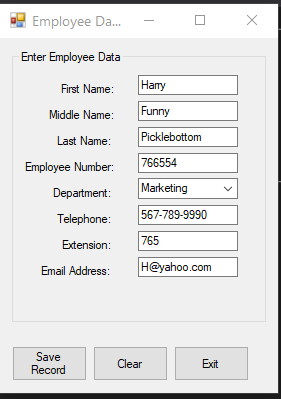 Employee Da...
Enter Employee Data
First Name: Harry
Middle Name: Funny
Last Name: Picklebottom
Employee Number: 766554
Department: Marketing
Telephone: 567-789-9990
Extension: 765
Email Address: H@yahoo.com
Save
Record
Clear
Exit